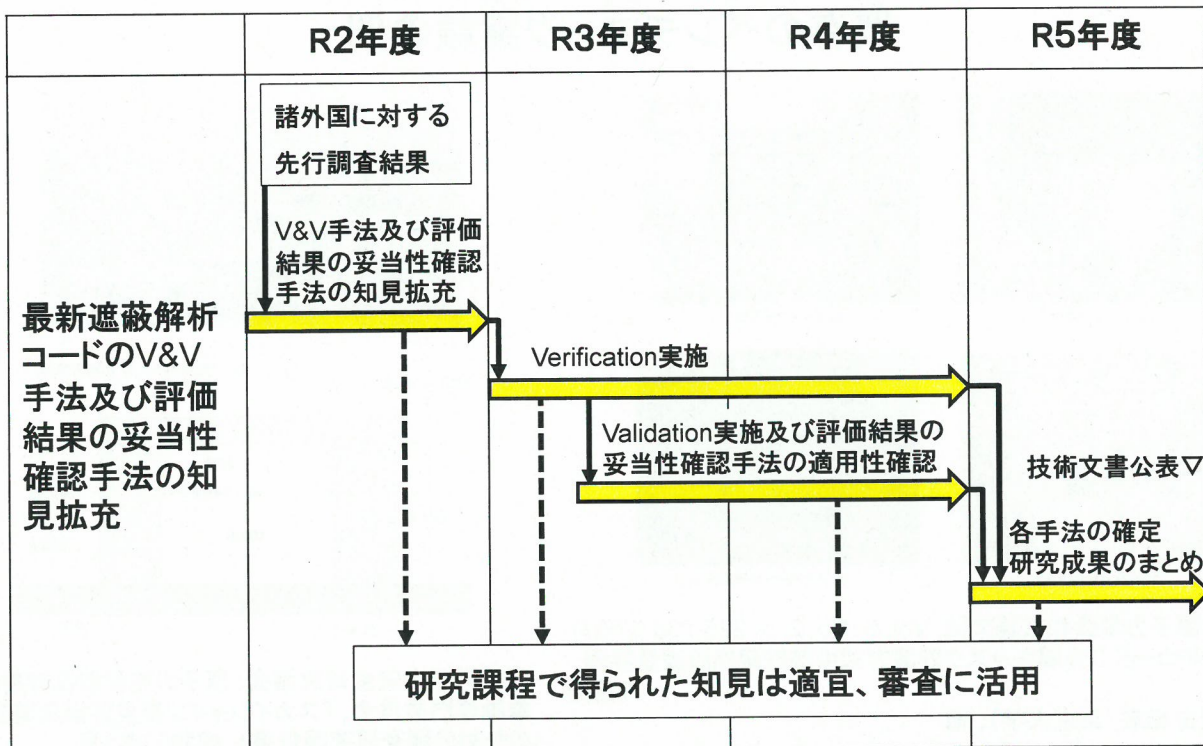 R2年度
R3年度
R4年度
R5年度
最新遮蔽解析
コードのV&V
手法及び評価
結果の妥当性
確認手法の知
見拡充
諸外国に対する
先行調査結果
V&V手法及び評価
結果の妥当性確認
手法の知見拡充
Verification実施
Validation実施及び評価結果の
妥当性確認手法の適用性確認
技術文書公表▽
各手法の確定
研究成果のまとめ
研究課程で得られた知見は適宜、審査に活用